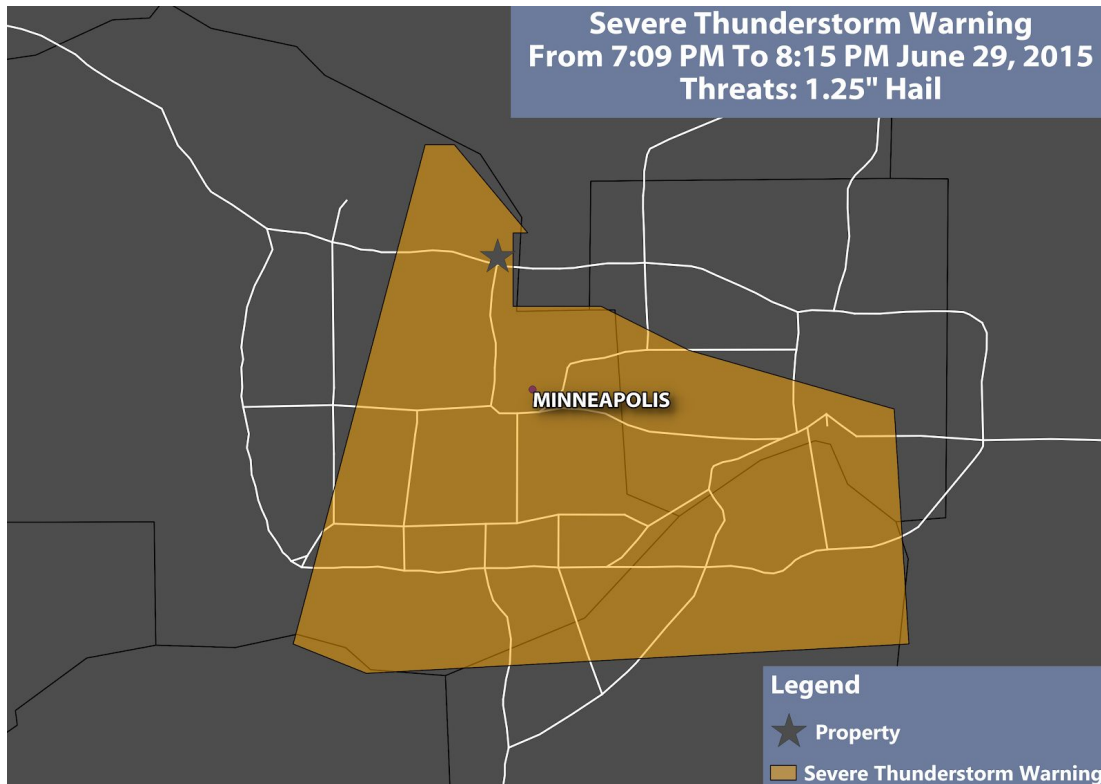 Severe Thunderstorm Warning
From 7:09 PM To 8:15 PM June 29, 2015
Threats: 1.25" Hail
MINNEAPOLIS
Legend
Property
Severe Thunderstorm Warning